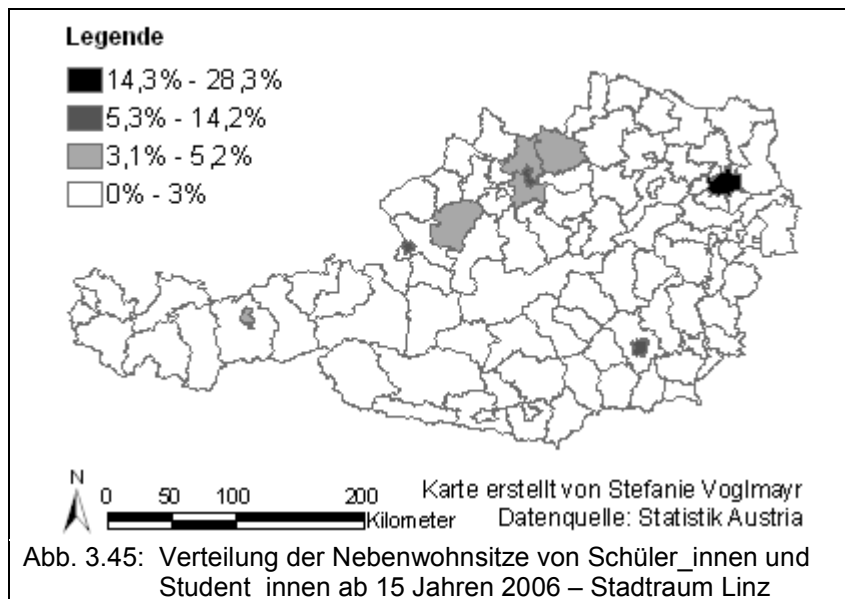 Legende
14,3% - 28,3%
5,3% - 14,2%
3,1% - 5,2%
0% - 3%
N
0 50 100 200
Kilometer
Karte erstellt von Stefanie Voglmayr
Datenquelle: Statistik Austria
Abb. 3.45: Verteilung der Nebenwohnsitze von Schüler_innen und
Student_innen ab 15 Jahren 2006 – Stadtraum Linz